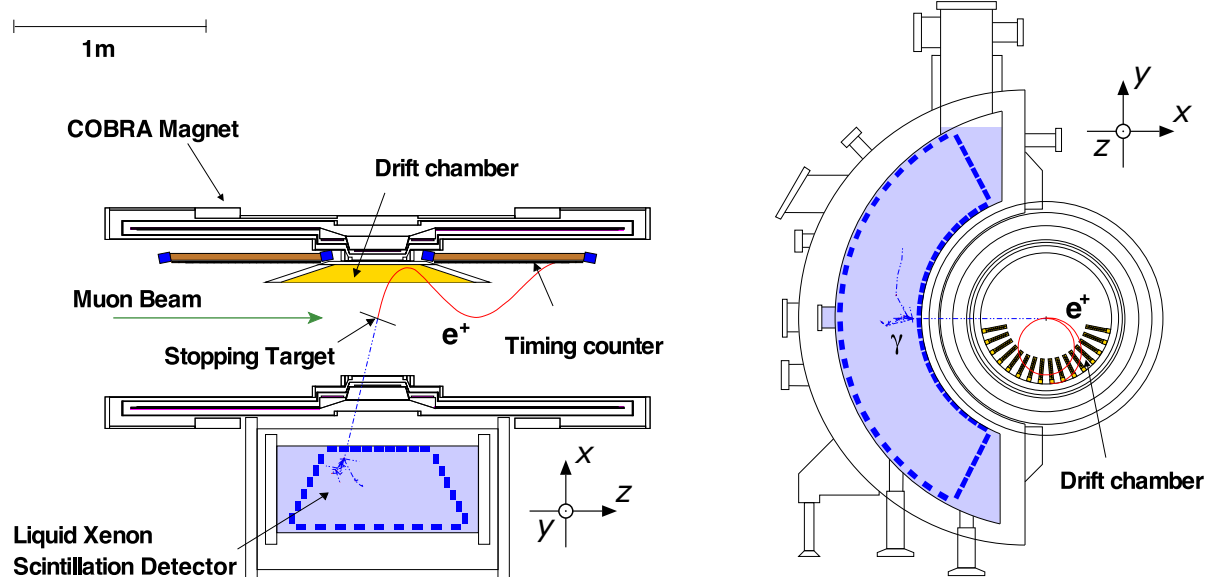 1m
COBRA Magnet
Drift chamber
Muon Beam
e+
Stopping Target
Timing counter
x
z
y
Liquid Xenon
Scintillation Detector
y
x
z
e+
γ
Drift chamber